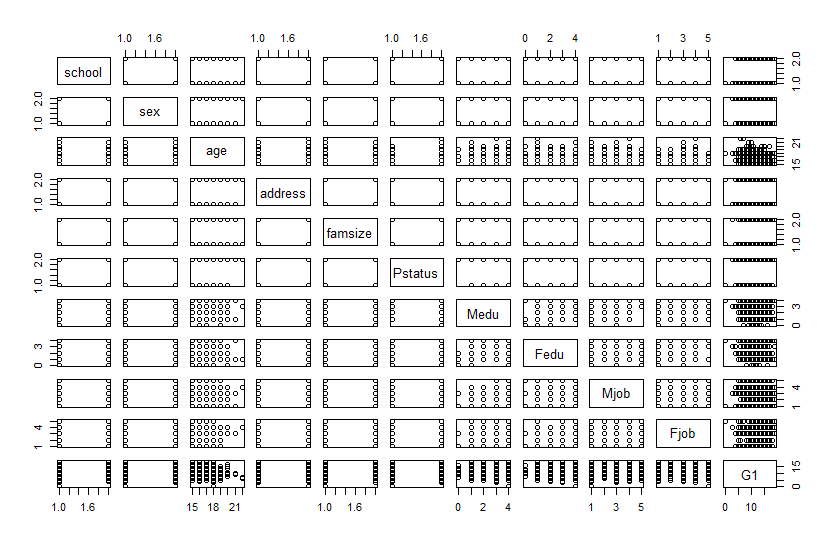 1.0 1.6 1.0 1.6 1.0 1.6 0 2 4 1 3 5
school 1.0 2.0
1.0 2.0 sex
age 15 21
1.0 2.0 address
famsize 1.0 2.0
1.0 2.0 Pstatus
Medu 0 3
0 3 Fedu
Mjob 1 4
1 4 Fjob
G1 0 15
1.0 1.6 15 18 21 1.0 1.6 0 2 4 1 3 5 0 10